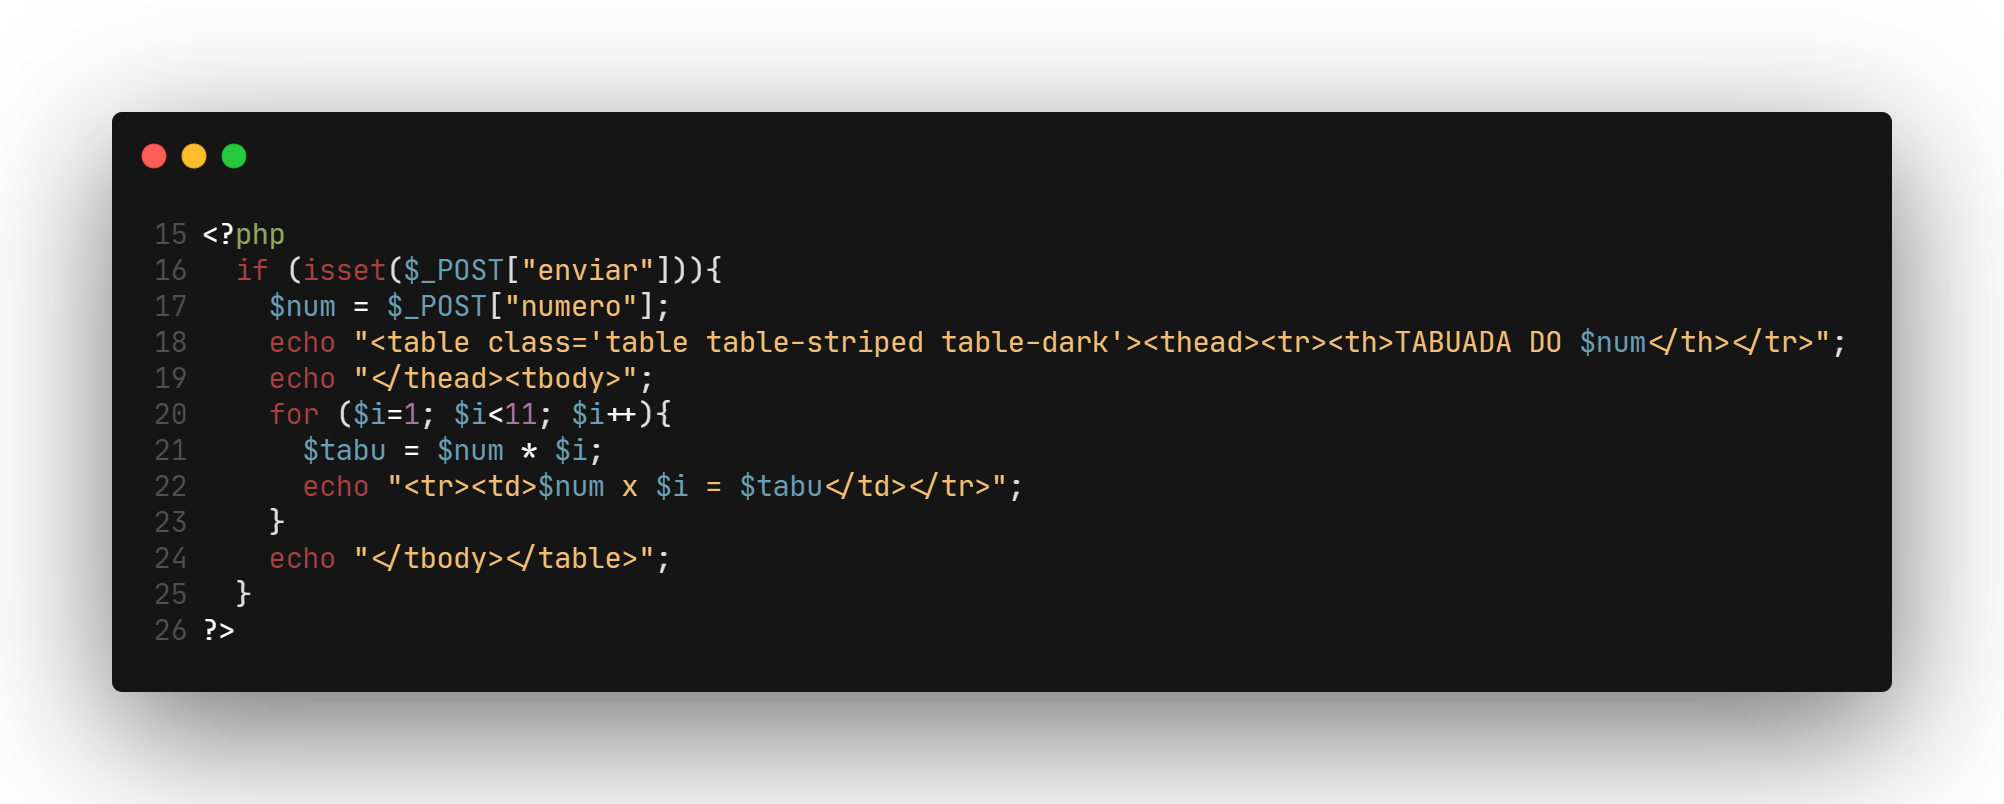 15 <?php
16   if (isset($_POST["enviar"])){
17     $num = $_POST["numero"];
18     echo "<table class='table table-striped table-dark'><thead><tr><th>TABUADA DO $num</th></tr>";
19     echo "</thead><tbody>";
20     for ($i=1; $i<11; $i++){
21       $tabu = $num * $i;
22       echo "<tr><td>$num x $i = $tabu</td></tr>";
23     }
24     echo "</tbody></table>";
25   }
26 ?>